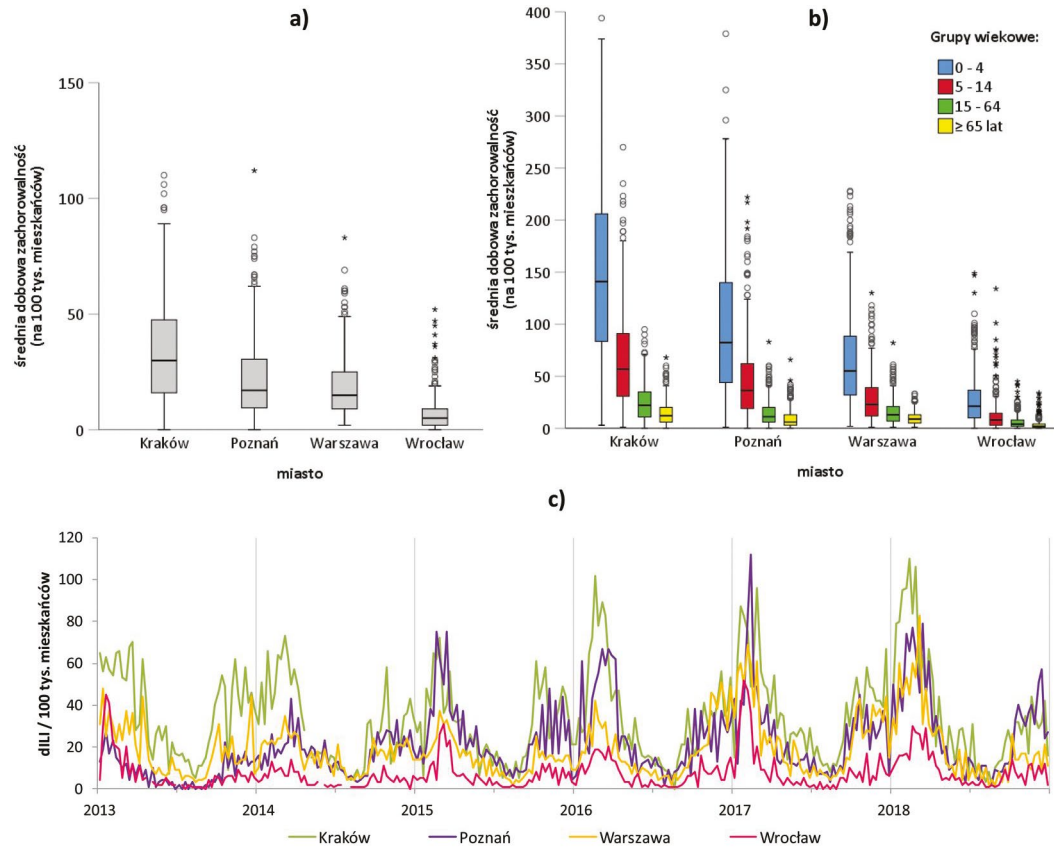 a)
średnia dobowa zachorowalność
(na 100 tys. mieszkańców)
150
100
50
0
Kraków Poznań Warszawa Wrocław
miasto
b)
średnia dobowa zachorowalność
(na 100 tys. mieszkańców)
400
350
300
250
200
150
100
50
0
Grupy wiekowe:
0 - 4
5 - 14
15 - 64
≥ 65 lat
Kraków Poznań Warszawa Wrocław
miasto
c)
dILI / 100 tys. mieszkańców
120
100
80
60
40
20
0
2013 2014 2015 2016 2017 2018
Kraków Poznań Warszawa Wrocław